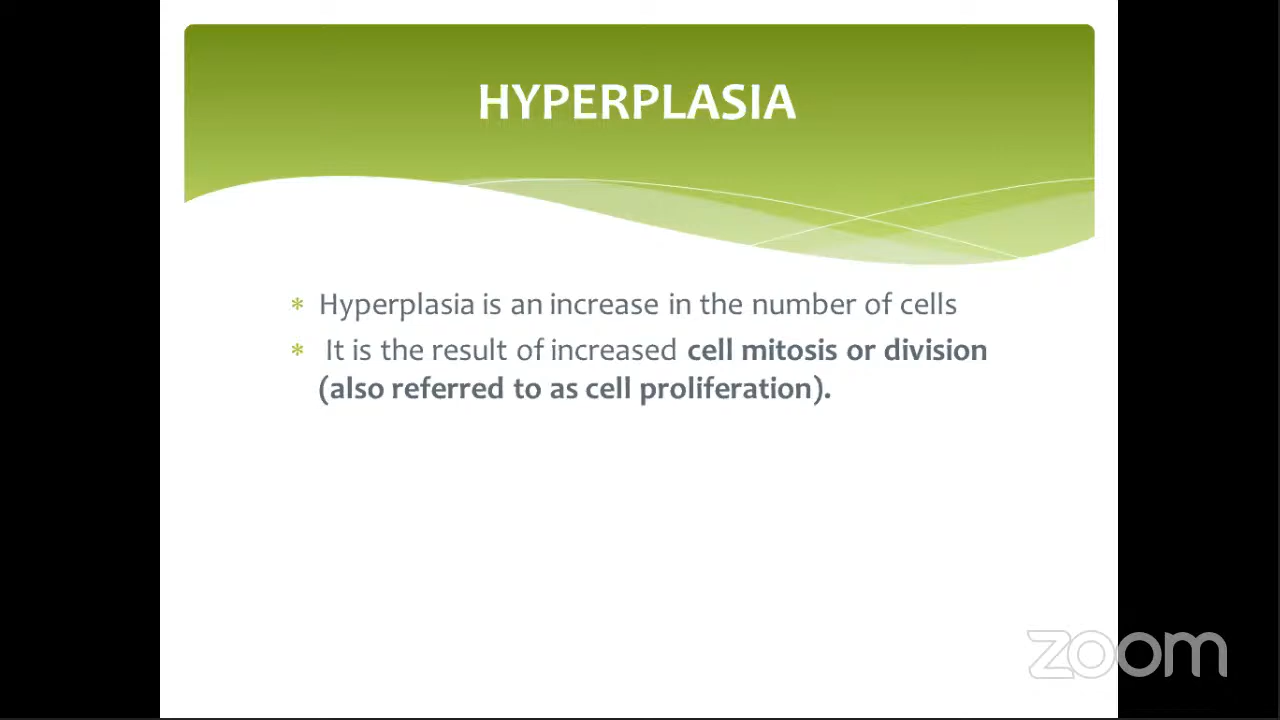 HYPERPLASIA
* Hyperplasia is an increase in the number of cells
* It is the result of increased cell mitosis or division
(also referred to as cell proliferation).
zoom